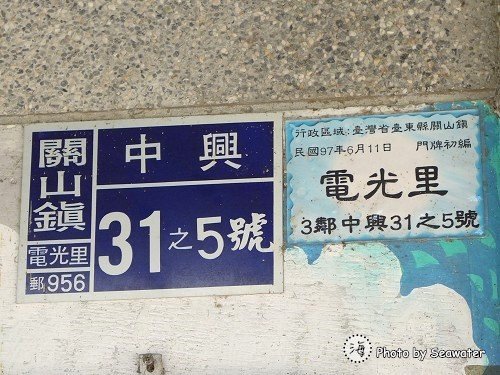 關山鎮
電光里
郵956
中興
31之5號
行政區域:臺灣省臺東縣關山鎮
民國97年6月11日 門牌初編
電光里
3鄰中興31之5號
海 Photo by Seawater